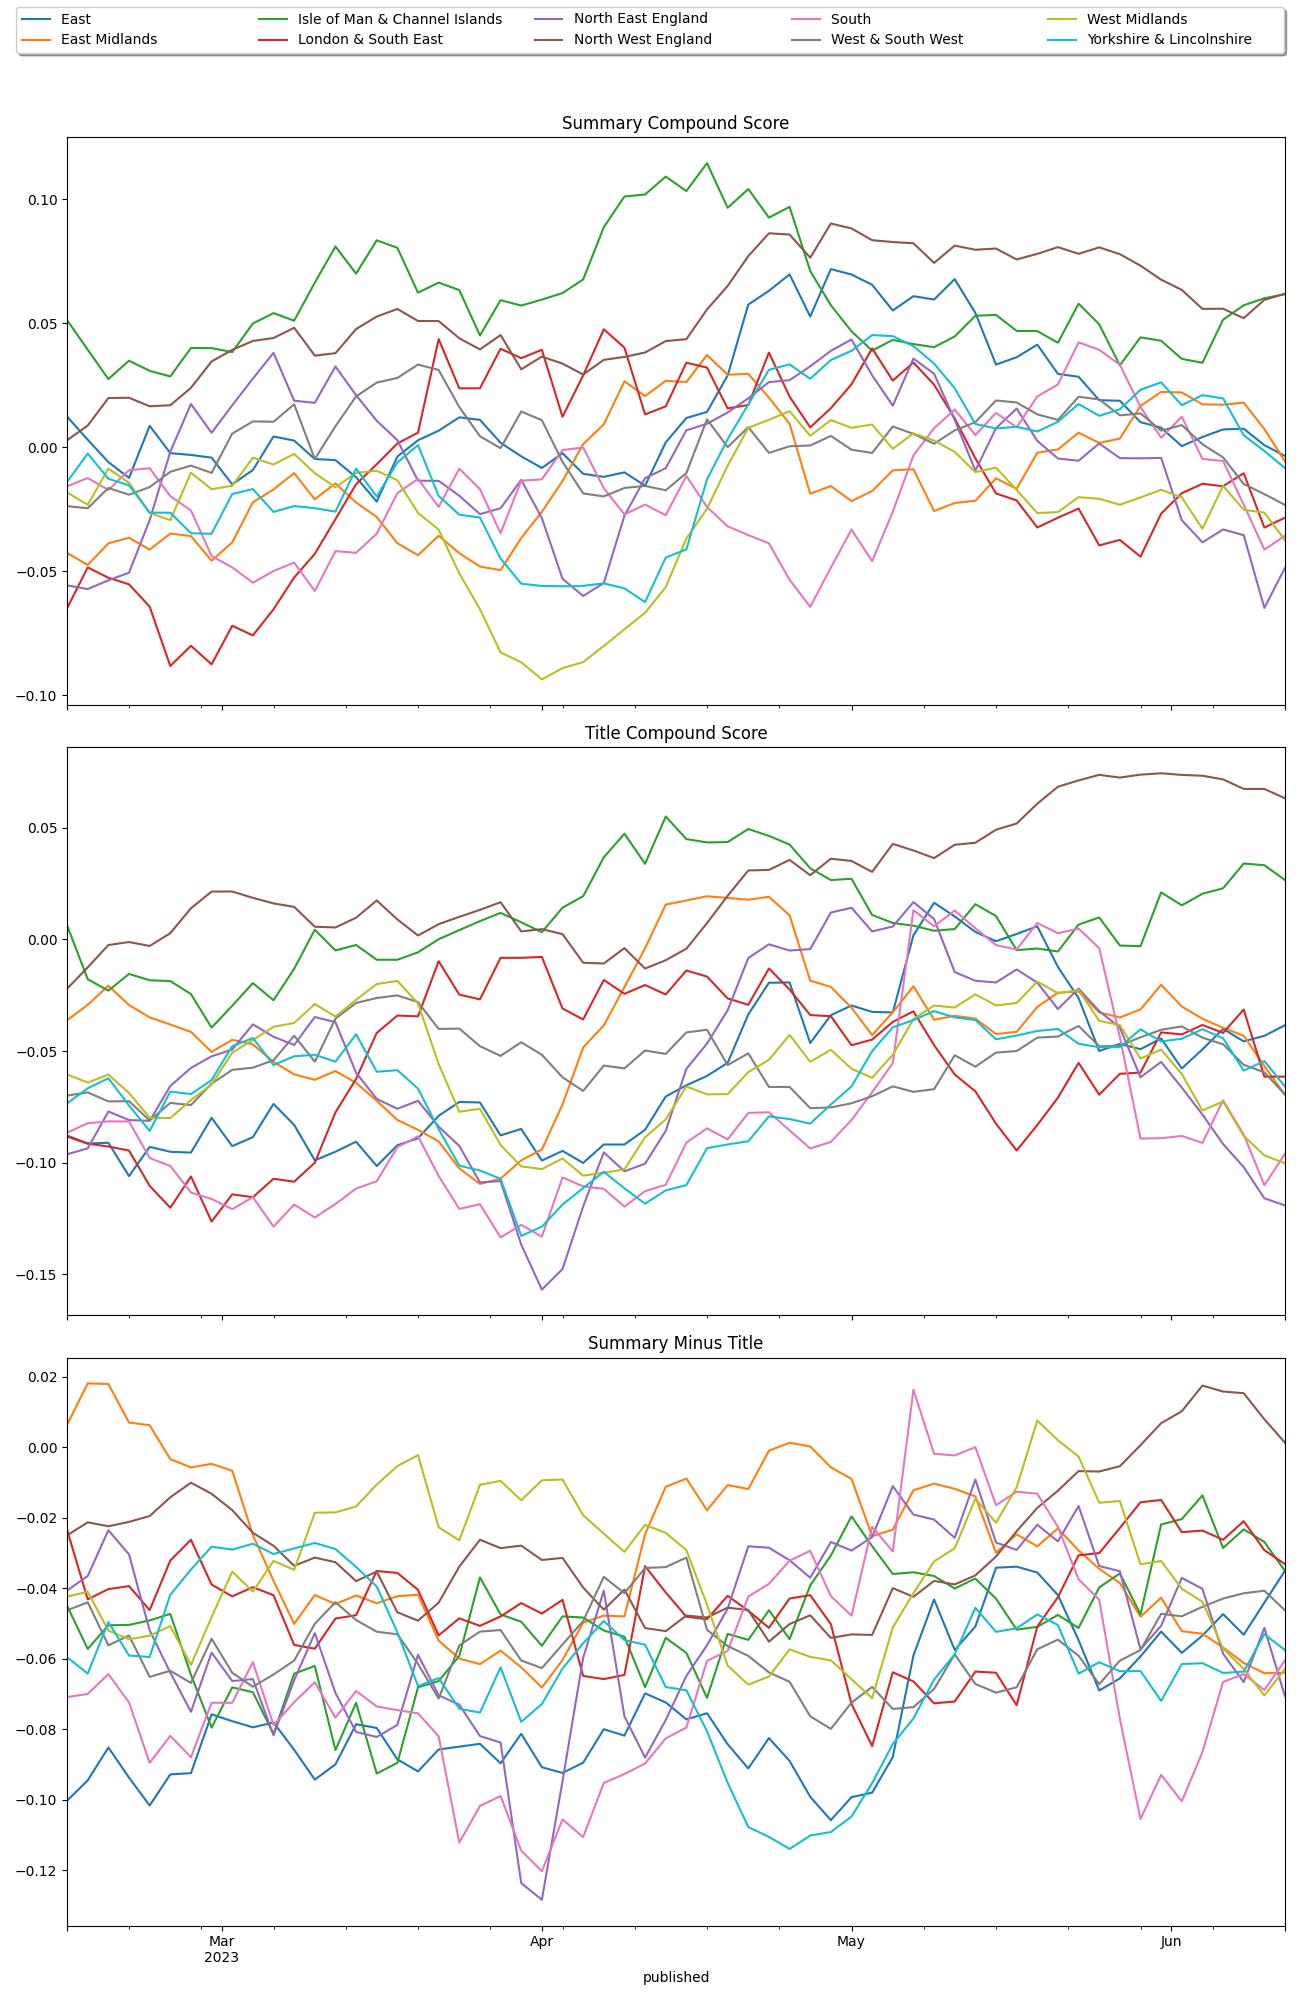 East
East Midlands
Isle of Man & Channel Islands
London & South East
North East England
North West England
South
West & South West
West Midlands
Yorkshire & Lincolnshire
Summary Compound Score
0.10
0.05
0.00
−0.05
−0.10
Title Compound Score
0.05
0.00
−0.05
−0.10
−0.15
Summary Minus Title
0.02
0.00
−0.02
−0.04
−0.06
−0.08
−0.10
−0.12
Mar Apr May Jun
2023
published